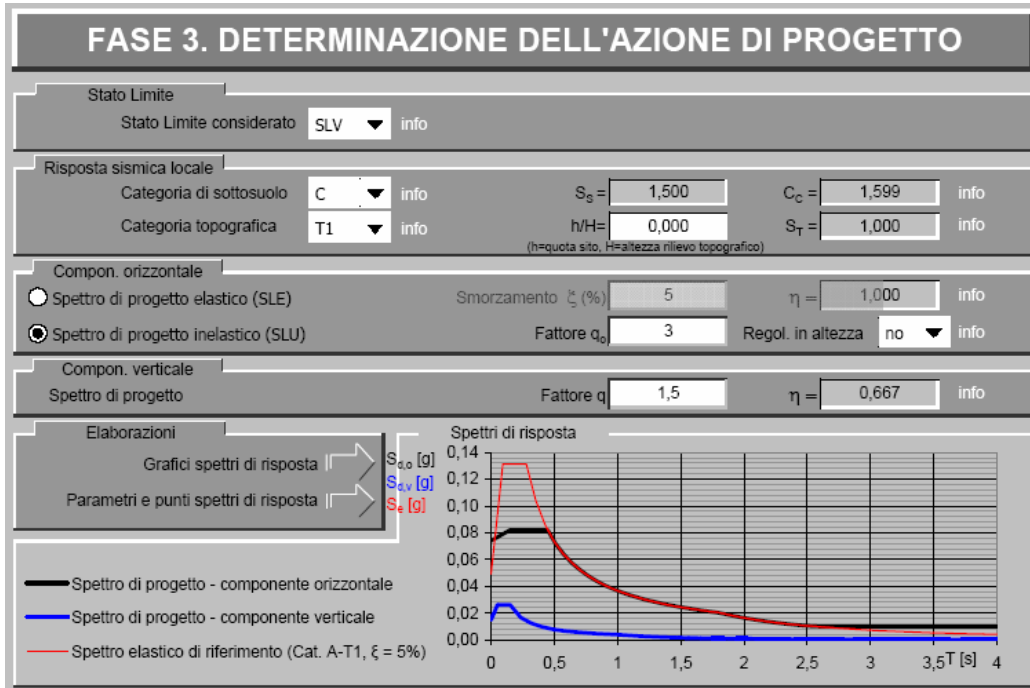 FASE 3. DETERMINAZIONE DELL'AZIONE DI PROGETTO
Stato Limite
Stato Limite considerato SLV info
Risposta sismica locale
Categoria di sottosuolo C info S_S = 1,500 C_C = 1,599 info
Categoria topografica T1 info h/H= 0,000 S_T = 1,000 info
(h=quota sito, H=altezza rilievo topografico)
Compon. orizzontale
Spettro di progetto elastico (SLE) Smorzamento ξ (%) 5 η = 1,000 info
Spettro di progetto inelastico (SLU) Fattore q_o 3 Regol. in altezza no info
Compon. verticale
Spettro di progetto Fattore q 1,5 η = 0,667 info
Elaborazioni
Grafici spettri di risposta
Parametri e punti spettri di risposta
Spettri di risposta
S_d,o [g]
S_d,v [g]
S_e [g]
0,14
0,12
0,10
0,08
0,06
0,04
0,02
0,00
0 0,5 1 1,5 2 2,5 3 3,5 T [s] 4
Spettro di progetto - componente orizzontale
Spettro di progetto - componente verticale
Spettro elastico di riferimento (Cat. A-T1, ξ = 5%)